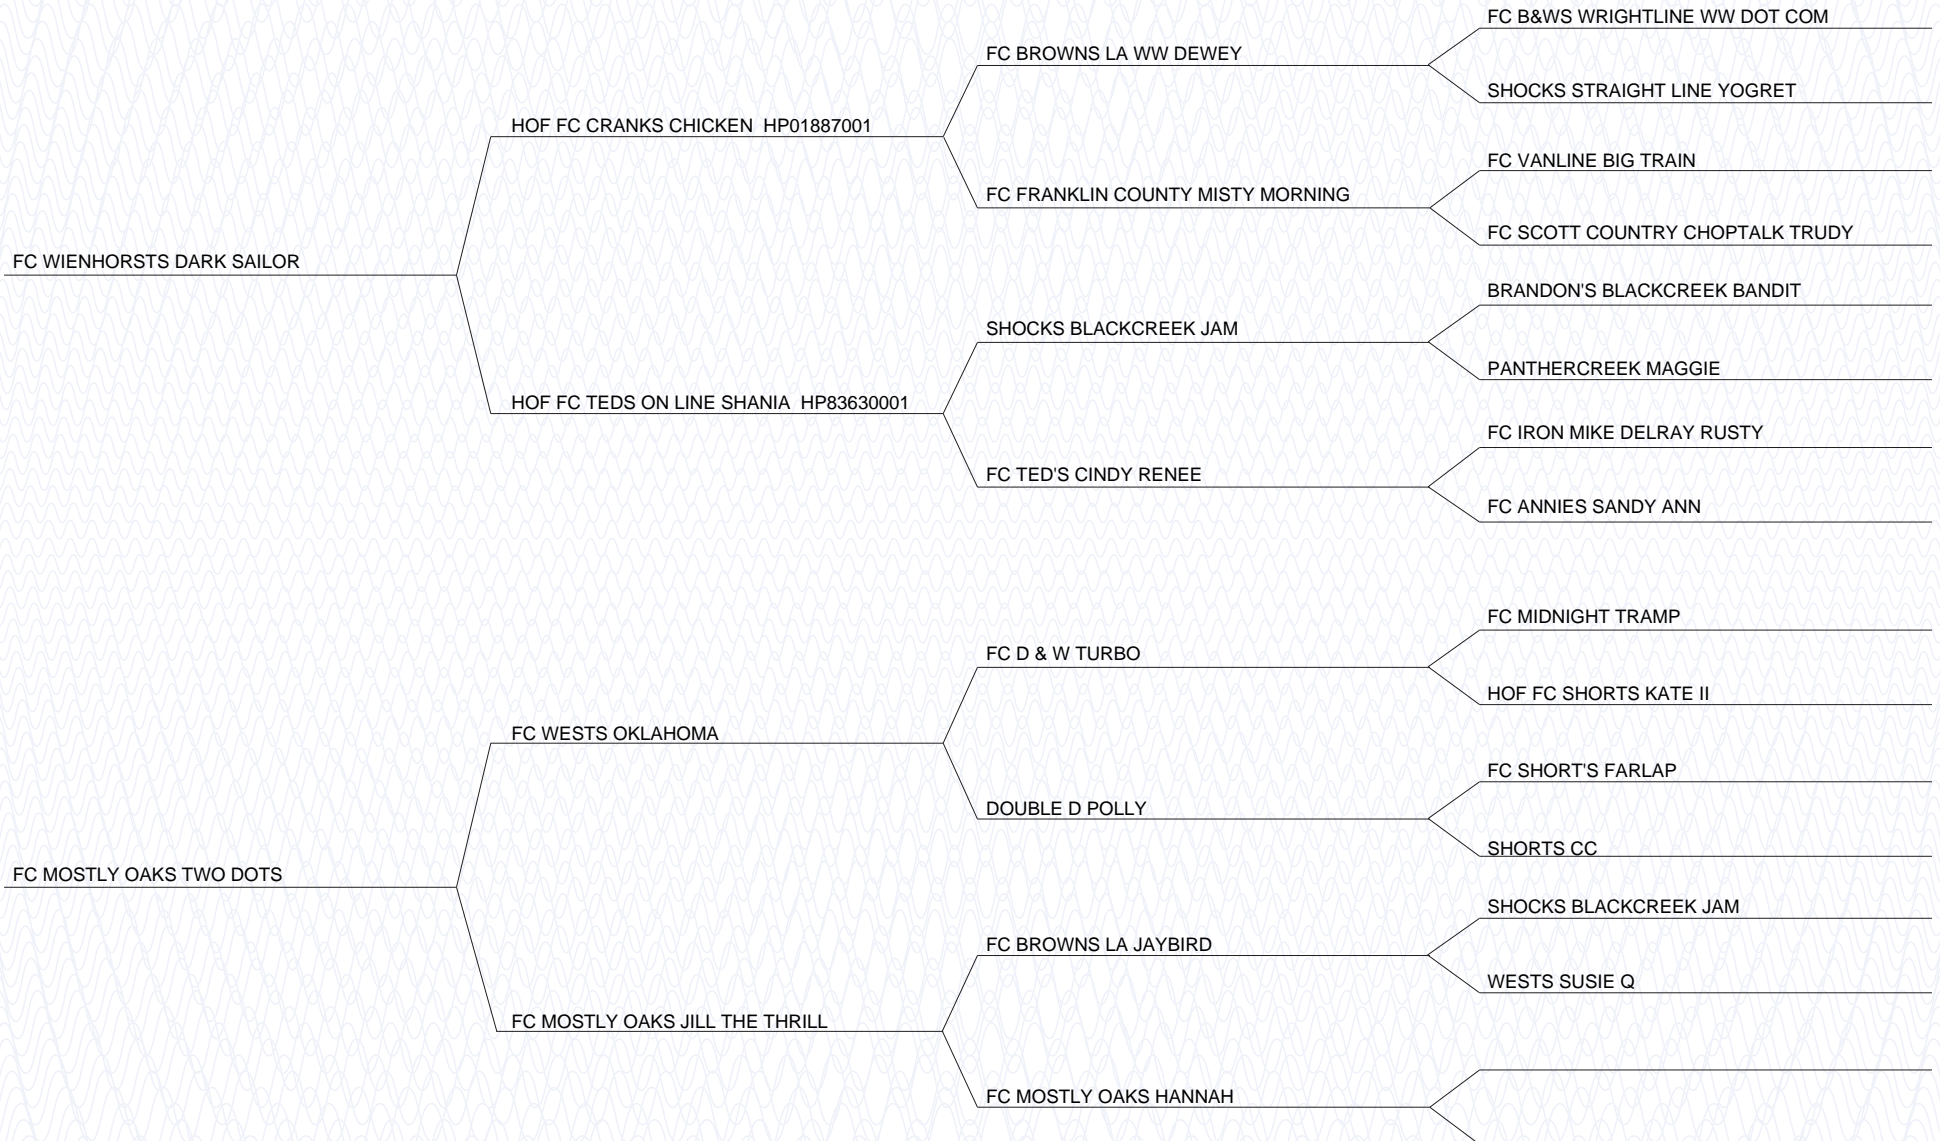 FC B&WS WRIGHTLINE WW DOT COM
FC BROWNS LA WW DEWEY
SHOCKS STRAIGHT LINE YOGRET
HOF FC CRANKS CHICKEN HP01887001
FC VANLINE BIG TRAIN
FC FRANKLIN COUNTY MISTY MORNING
FC SCOTT COUNTRY CHOPTALK TRUDY
FC WIENHORSTS DARK SAILOR
BRANDON'S BLACKCREEK BANDIT
SHOCKS BLACKCREEK JAM
PANTHERCREEK MAGGIE
HOF FC TEDS ON LINE SHANIA HP83630001
FC IRON MIKE DELRAY RUSTY
FC TED'S CINDY RENEE
FC ANNIES SANDY ANN
FC MIDNIGHT TRAMP
FC D & W TURBO
HOF FC SHORTS KATE II
FC WESTS OKLAHOMA
FC SHORT'S FARLAP
DOUBLE D POLLY
SHORTS CC
FC MOSTLY OAKS TWO DOTS
SHOCKS BLACKCREEK JAM
FC BROWNS LA JAYBIRD
WESTS SUSIE Q
FC MOSTLY OAKS JILL THE THRILL
FC MOSTLY OAKS HANNAH